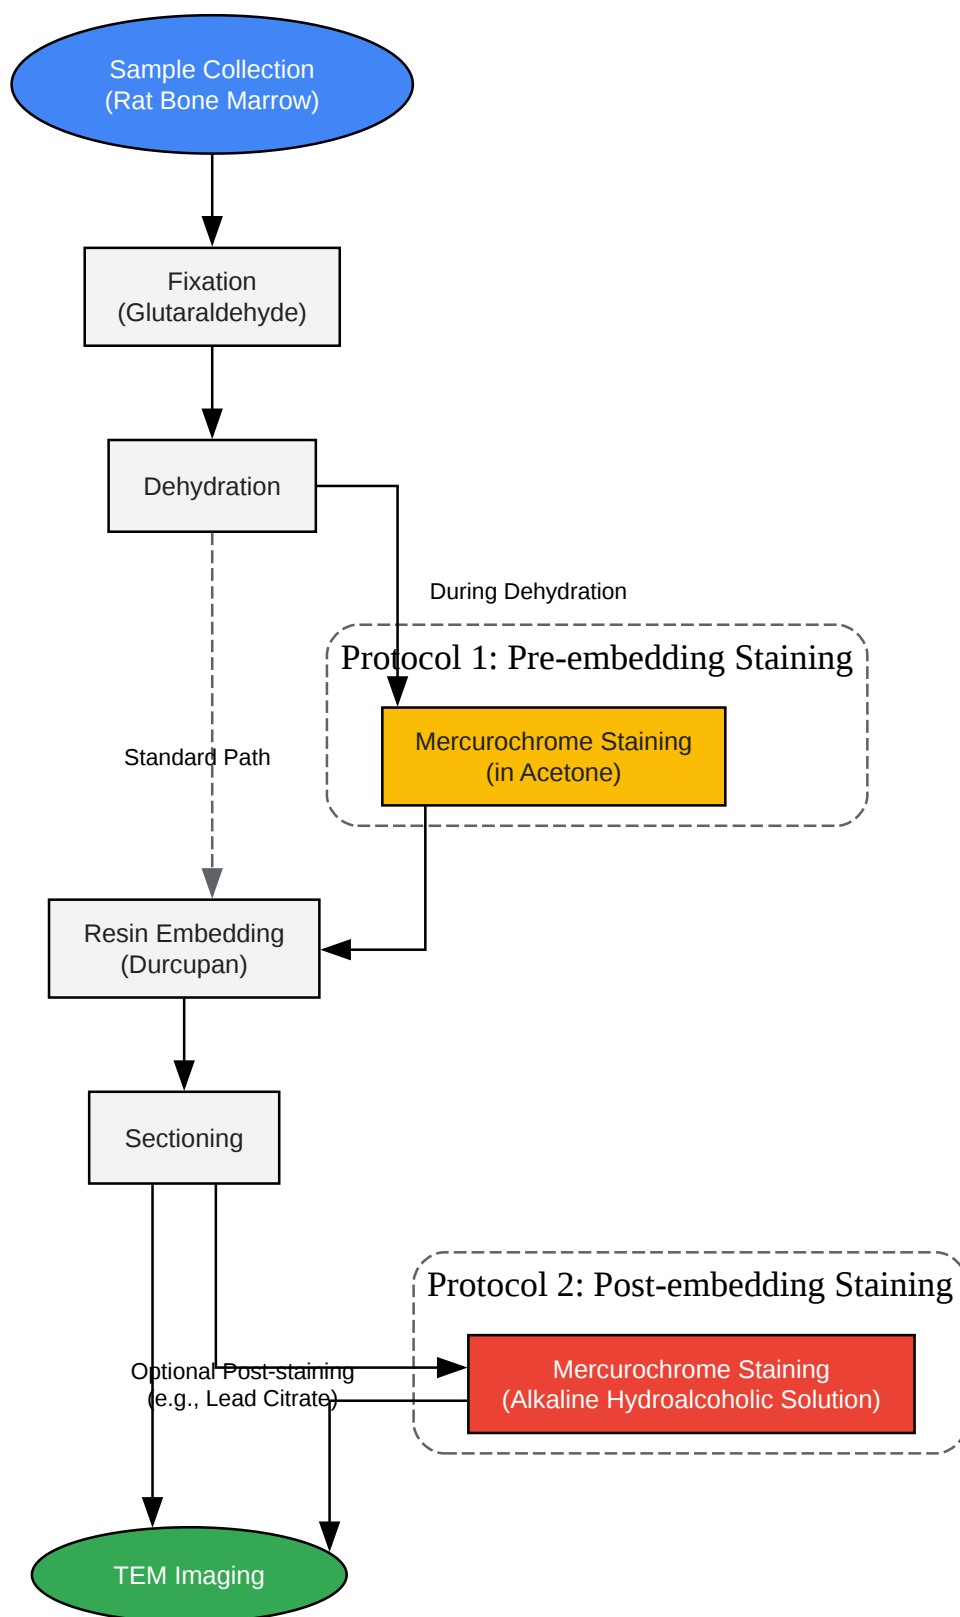 Sample Collection
(Rat Bone Marrow)
Fixation
(Glutaraldehyde)
Dehydration
During Dehydration
Protocol 1: Pre-embedding Staining
Mercurochrome Staining
(in Acetone)
Standard Path
Resin Embedding
(Durcupan)
Sectioning
Protocol 2: Post-embedding Staining
Optional Post-staining
(e.g., Lead Citrate)
Mercurochrome Staining
(Alkaline Hydroalcoholic Solution)
TEM Imaging